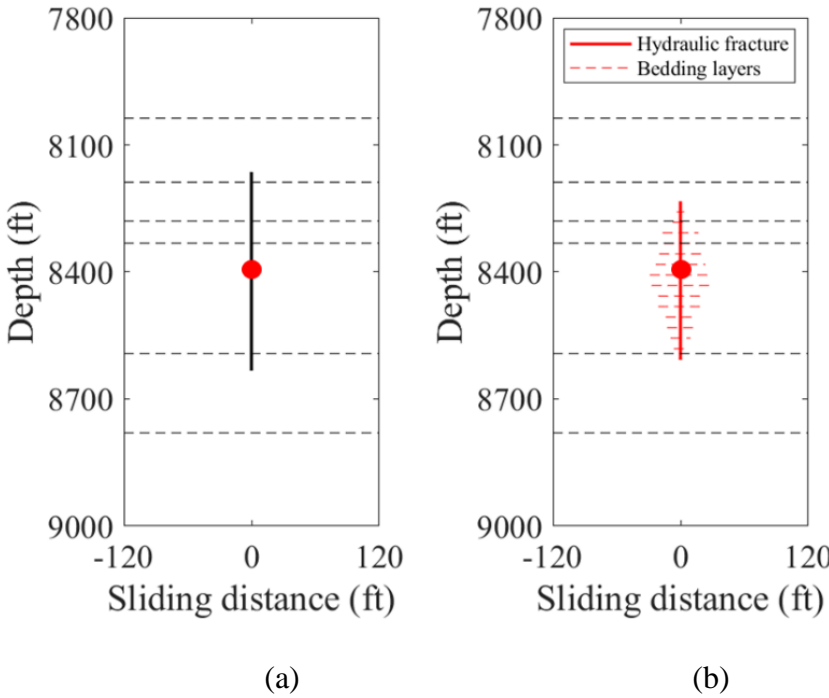 7800
8100
8400
8700
9000
Depth (ft)
-120
0
120
Sliding distance (ft)
(a)
Hydraulic fracture
Bedding layers
7800
8100
8400
8700
9000
Depth (ft)
-120
0
120
Sliding distance (ft)
(b)